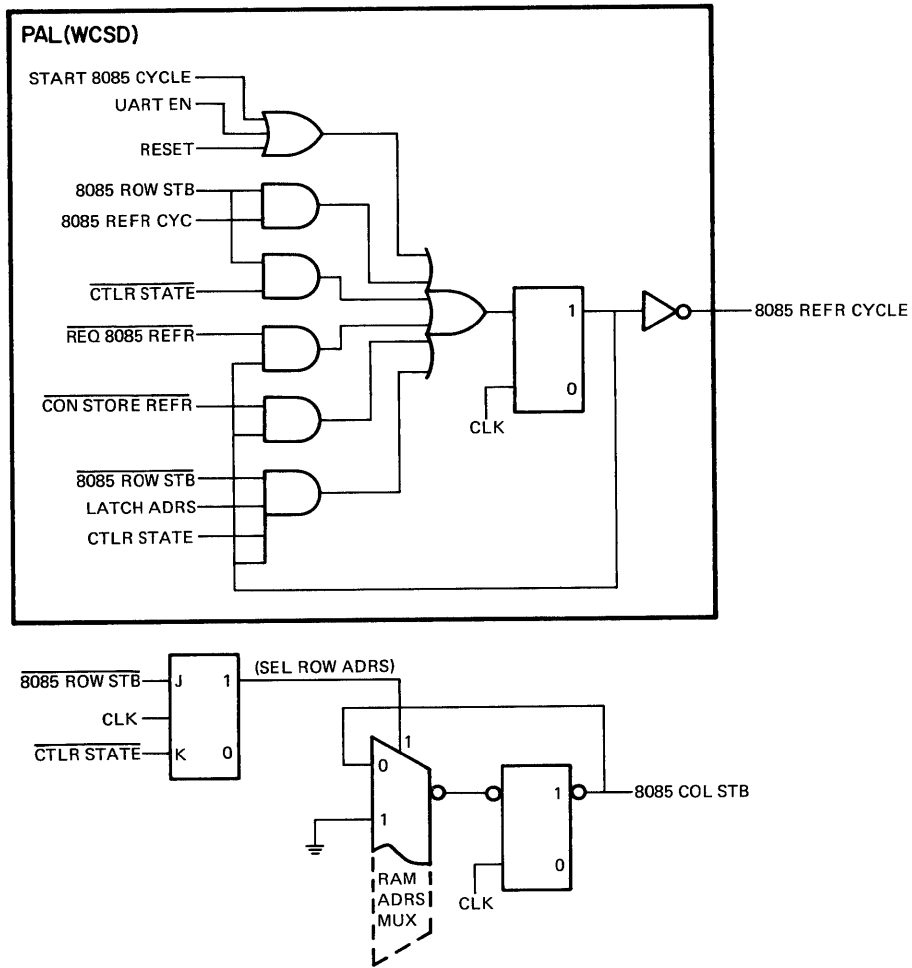 PAL(WCSD)
START 8085 CYCLE
UART EN
RESET
8085 ROW STB
8085 REFR CYC
CTLR STATE
REQ 8085 REFR
CON STORE REFR
8085 ROW STB
LATCH ADRS
CTLR STATE
1
0
CLK
8085 REFR CYCLE
8085 ROW STB
CLK
CTLR STATE
J 1
K 0
(SEL ROW ADRS)
1
0
1
RAM
ADRS
MUX
1
0
CLK
8085 COL STB